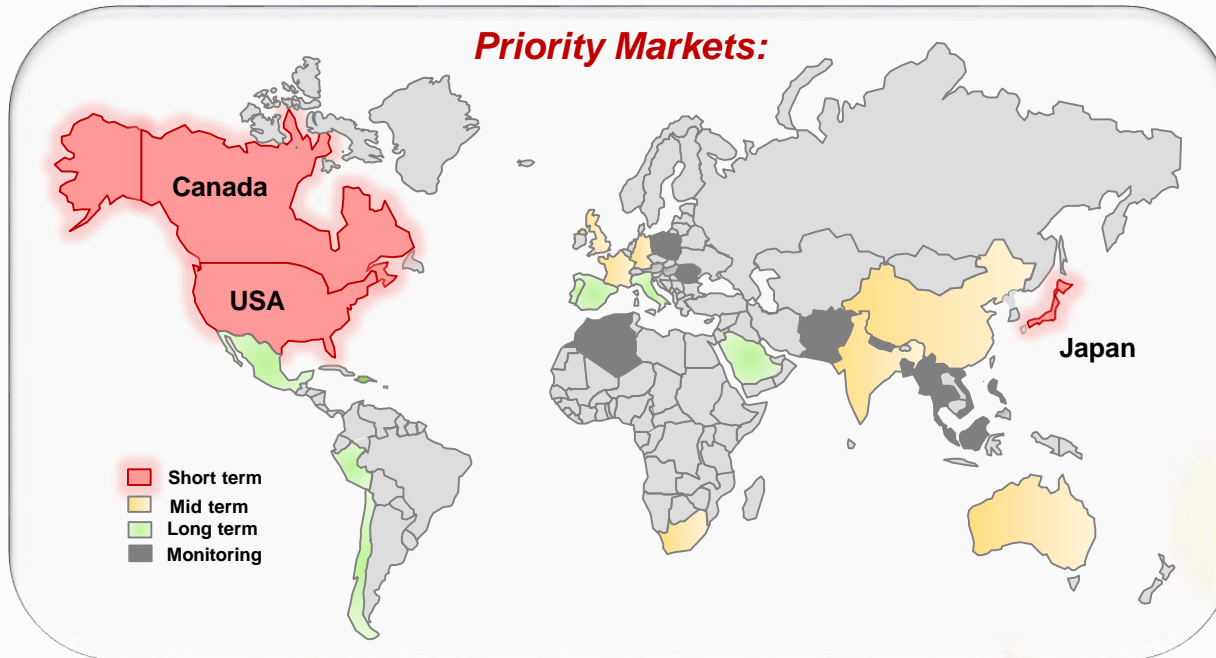 Priority Markets:
Canada
USA
Japan
Short term
Mid term
Long term
Monitoring